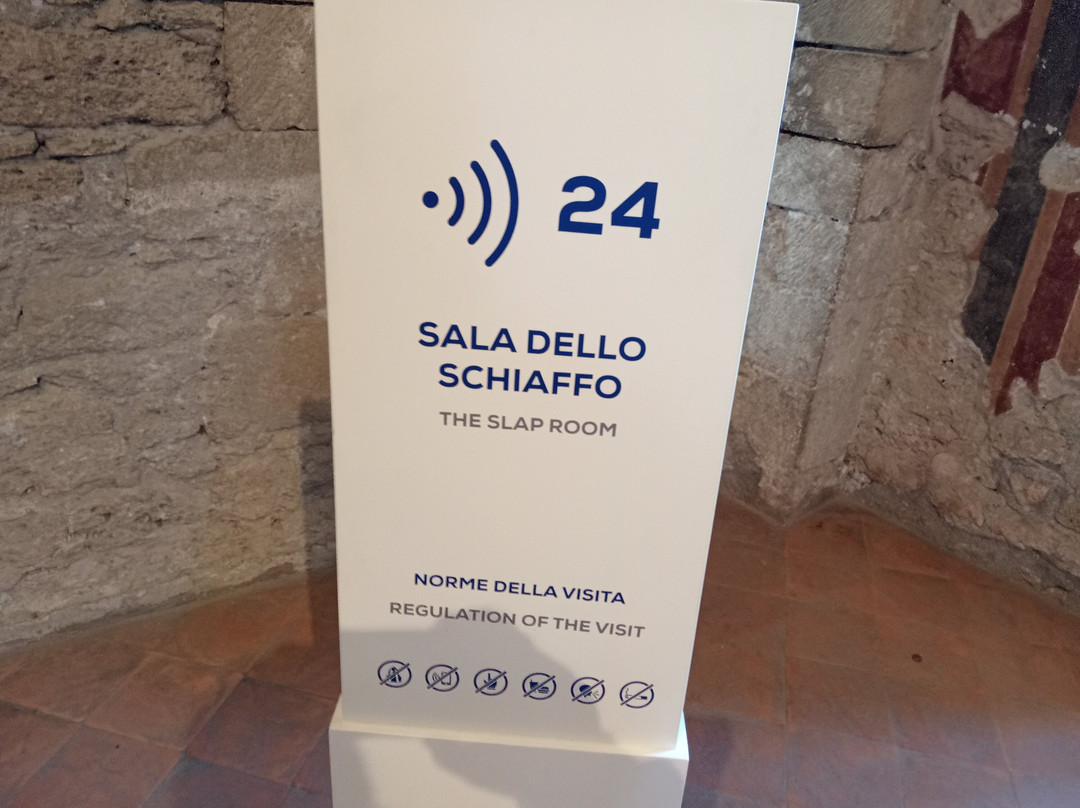 24
SALA DELLO
SCHIAFFO
THE SLAP ROOM
NORME DELLA VISITA
REGULATION OF THE VISIT